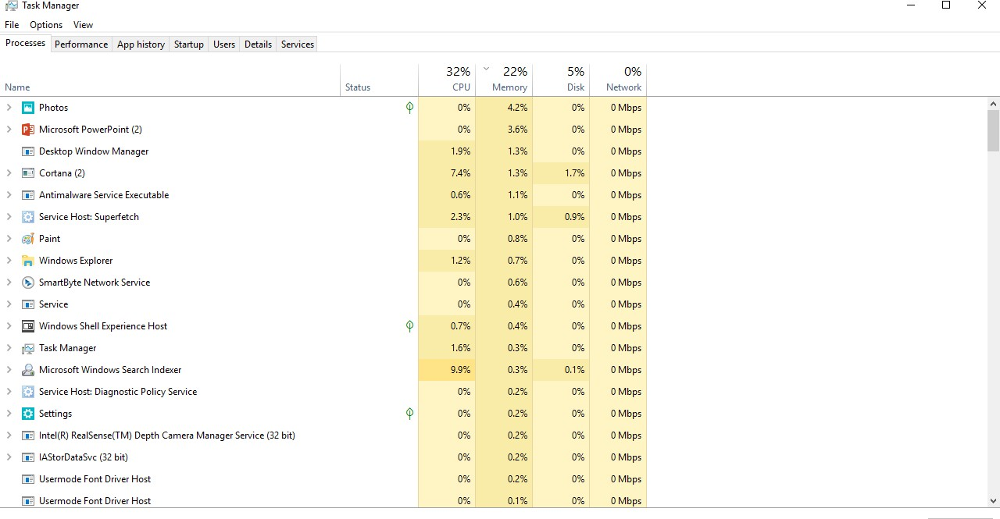 Task Manager
File Options View
Processes Performance App history Startup Users Details Services
32% 22% 5% 0%
Name Status CPU Memory Disk Network
Photos 0% 4.2% 0% 0 Mbps
Microsoft PowerPoint (2) 0% 3.6% 0% 0 Mbps
Desktop Window Manager 1.9% 1.3% 0% 0 Mbps
Cortana (2) 7.4% 1.3% 1.7% 0 Mbps
Antimalware Service Executable 0.6% 1.1% 0% 0 Mbps
Service Host: Superfetch 2.3% 1.0% 0.9% 0 Mbps
Paint 0% 0.8% 0% 0 Mbps
Windows Explorer 1.2% 0.7% 0% 0 Mbps
SmartByte Network Service 0% 0.6% 0% 0 Mbps
Service 0% 0.4% 0% 0 Mbps
Windows Shell Experience Host 0.7% 0.4% 0% 0 Mbps
Task Manager 1.6% 0.3% 0% 0 Mbps
Microsoft Windows Search Indexer 9.9% 0.3% 0.1% 0 Mbps
Service Host: Diagnostic Policy Service 0% 0.2% 0% 0 Mbps
Settings 0% 0.2% 0% 0 Mbps
Intel(R) RealSense(TM) Depth Camera Manager Service (32 bit) 0% 0.2% 0% 0 Mbps
IAStorDataSvc (32 bit) 0% 0.2% 0% 0 Mbps
Usermode Font Driver Host 0% 0.2% 0% 0 Mbps
Usermode Font Driver Host 0% 0.1% 0% 0 Mbps